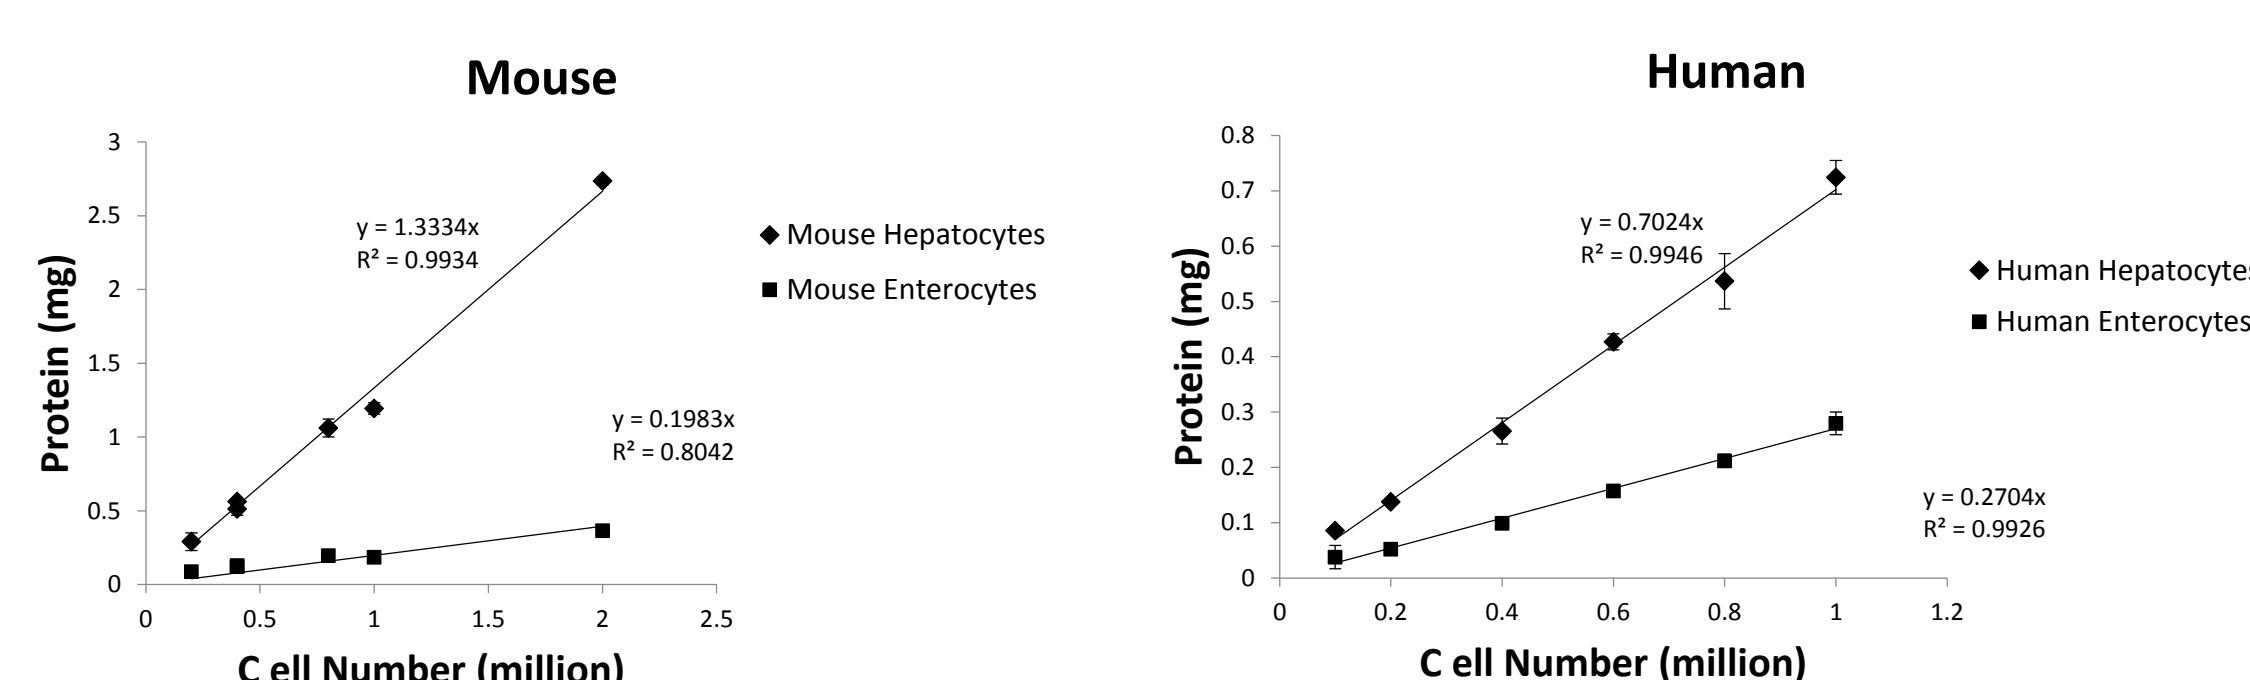 Mouse
3
2.5
2
1.5
1
0.5
0
Protein (mg)
y = 1.3334x
R² = 0.9934
y = 0.1983x
R² = 0.8042
Mouse Hepatocytes
Mouse Enterocytes
0 0.5 1 1.5 2 2.5
C ell Number (million)
Human
0.8
0.7
0.6
0.5
0.4
0.3
0.2
0.1
0
Protein (mg)
y = 0.7024x
R² = 0.9946
y = 0.2704x
R² = 0.9926
Human Hepatocytes
Human Enterocytes
0 0.2 0.4 0.6 0.8 1 1.2
C ell Number (million)